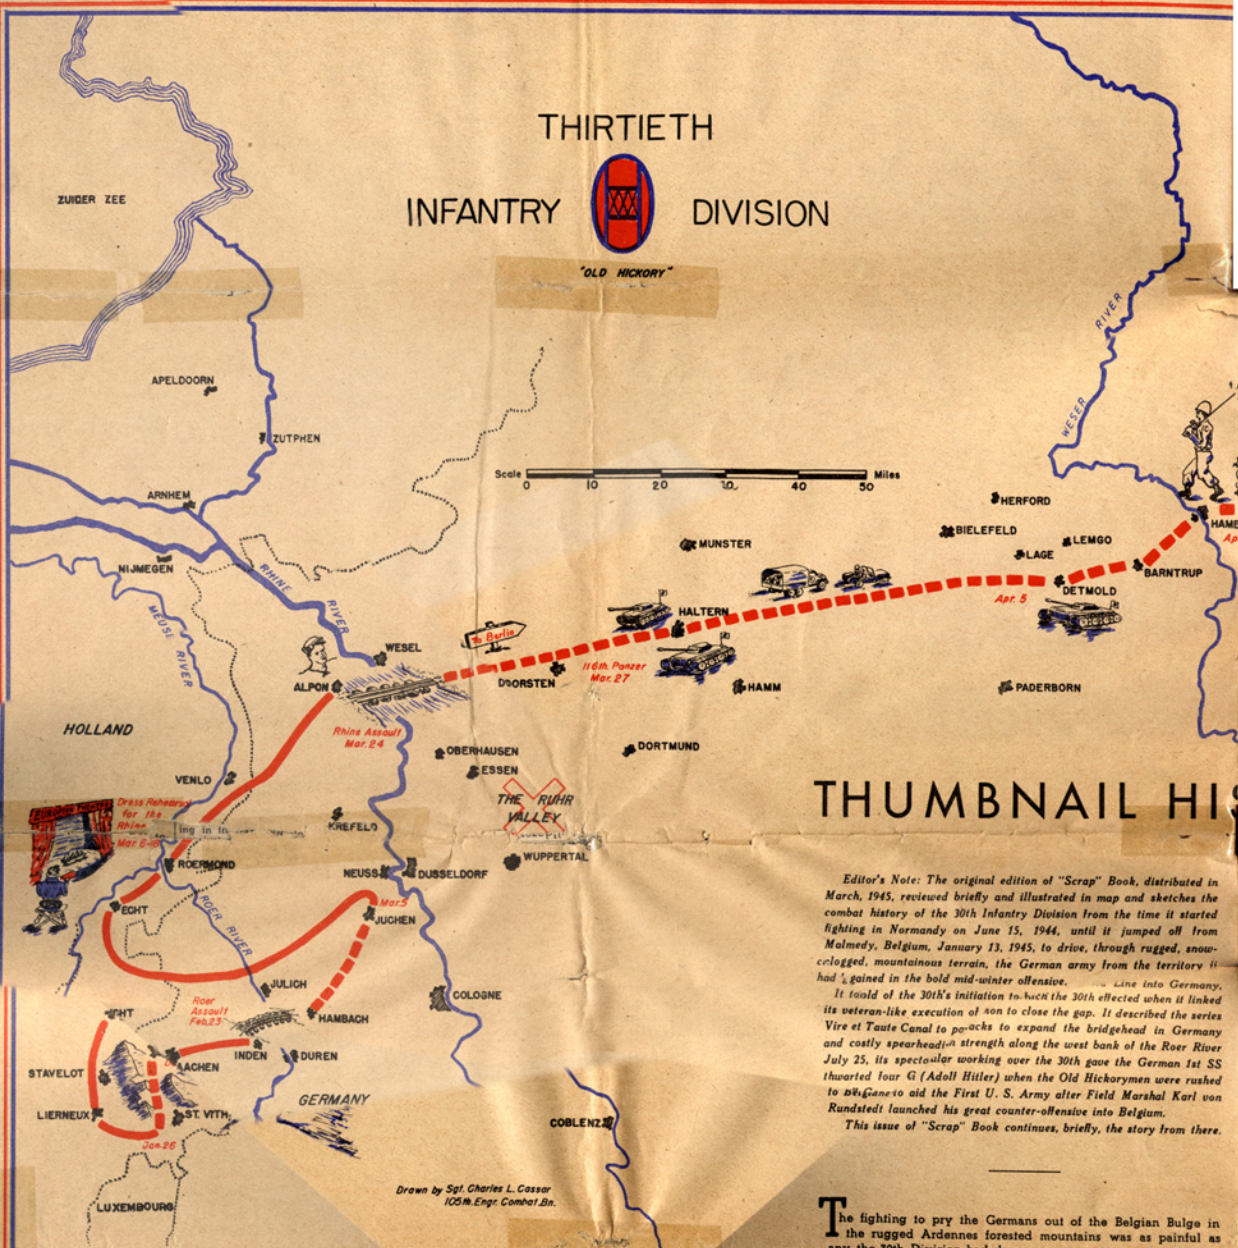 THIRTIETH
INFANTRY DIVISION
"OLD HICKORY"
ZUIDER ZEE
APELDOORN
ZUTPHEN
ARNHEM
NIJMEGEN
RHINE RIVER
MEUSE RIVER
WESER RIVER
Scale 0 10 20 30 40 50 Miles
HERFORD
BIELEFELD
LEMGO
LAGE
MUNSTER
BARNTRUP
DETMOLD
Apr. 5
HALTERN
To Berlin
WESEL
ALPON
DORSTEN
116th. Panzer
Mar. 27
HAMM
PADERBORN
Rhine Assault
Mar. 24
HOLLAND
OBERHAUSEN
ESSEN
DORTMUND
VENLO
THE RUHR
VALLEY
KREFELD
WUPPERTAL
Dress Rehearsal
for the
Rhine
ing in
ROERMOND
NEUSS
DUSSELDORF
ECHT
ROER RIVER
Mar.5
JUCHEN
JULICH
COLOGNE
Roer
Assault
Feb.23
HAMBACH
INDEN
DUREN
AACHEN
STAVELOT
LIERNEUX
ST. VITH
Jan.26
GERMANY
COBLENZ
LUXEMBOURG
Drawn by Sgt. Charles L. Cassar
105th. Engr. Combat. Bn.
THUMBNAIL HIS
Editor's Note: The original edition of "Scrap" Book, distributed in
March, 1945, reviewed briefly and illustrated in map and sketches the
combat history of the 30th Infantry Division from the time it started
fighting in Normandy on June 15, 1944, until it jumped off from
Malmedy, Belgium, January 13, 1945, to drive, through rugged, snow-
clogged, mountainous terrain, the German army from the territory it
had gained in the bold mid-winter offensive. Line into Germany,
It told of the 30th's initiation to the 30th effected when it linked
its veteran-like execution of to close the gap. It described the series
Vire et Taute Canal to to expand the bridgehead in Germany
and costly strength along the west bank of the Roer River
July 25, its working over the 30th gave the German 1st SS
thwarted four (Adolf Hitler) when the Old Hickorymen were rushed
to to aid the First U. S. Army after Field Marshal Karl von
Rundstedt launched his great counter-offensive into Belgium.
This issue of "Scrap" Book continues, briefly, the story from there.
The fighting to pry the Germans out of the Belgian Bulge in
the rugged Ardennes forested mountains was as painful as